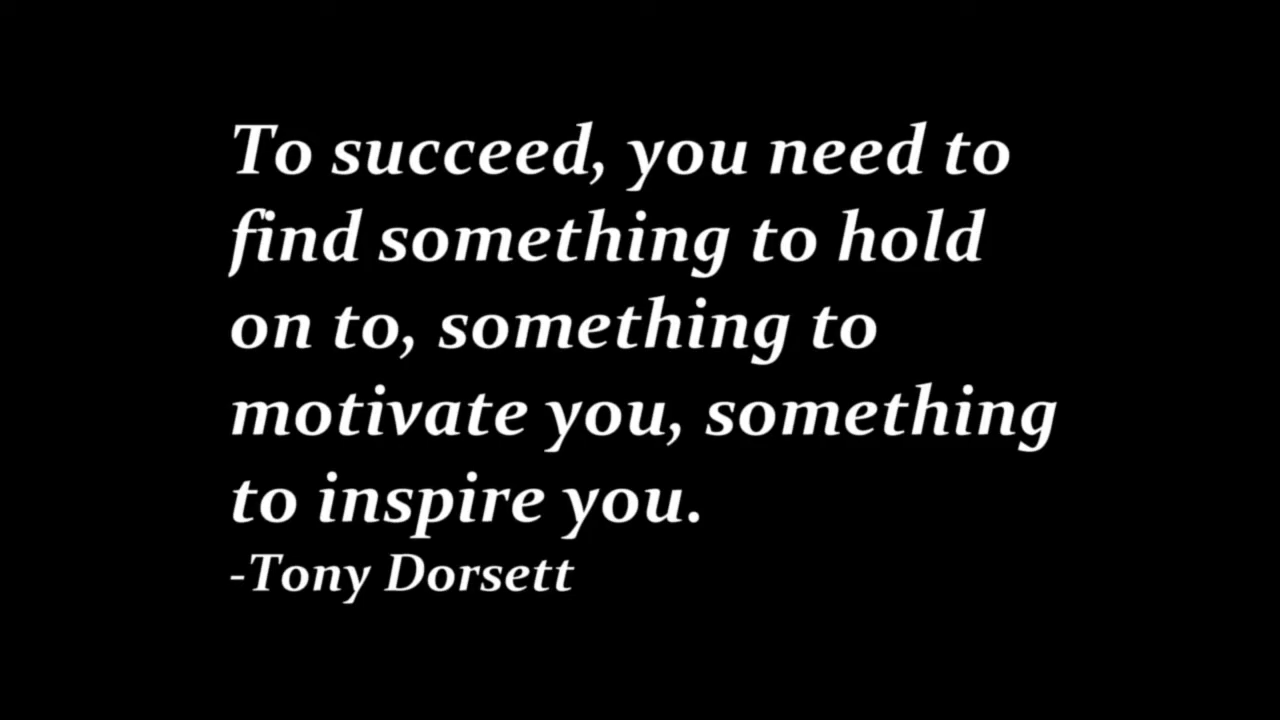 To succeed, you need to
find something to hold
on to, something to
motivate you, something
to inspire you.
-Tony Dorsett